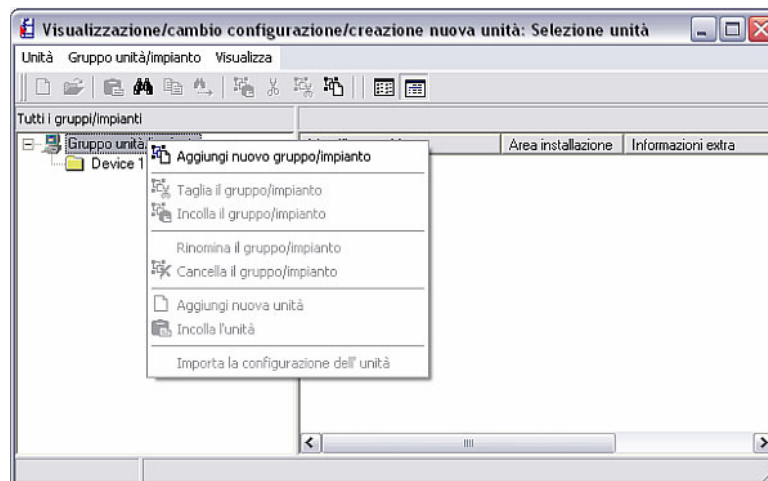 Visualizzazione/cambio configurazione/creazione nuova unità: Selezione unità
Unità Gruppo unità/impianto Visualizza
Tutti i gruppi/impianti
Area installazione Informazioni extra
Gruppo unità
Device 1
Aggiungi nuovo gruppo/impianto
Taglia il gruppo/impianto
Incolla il gruppo/impianto
Rinomina il gruppo/impianto
Cancella il gruppo/impianto
Aggiungi nuova unità
Incolla l'unità
Importa la configurazione dell' unità